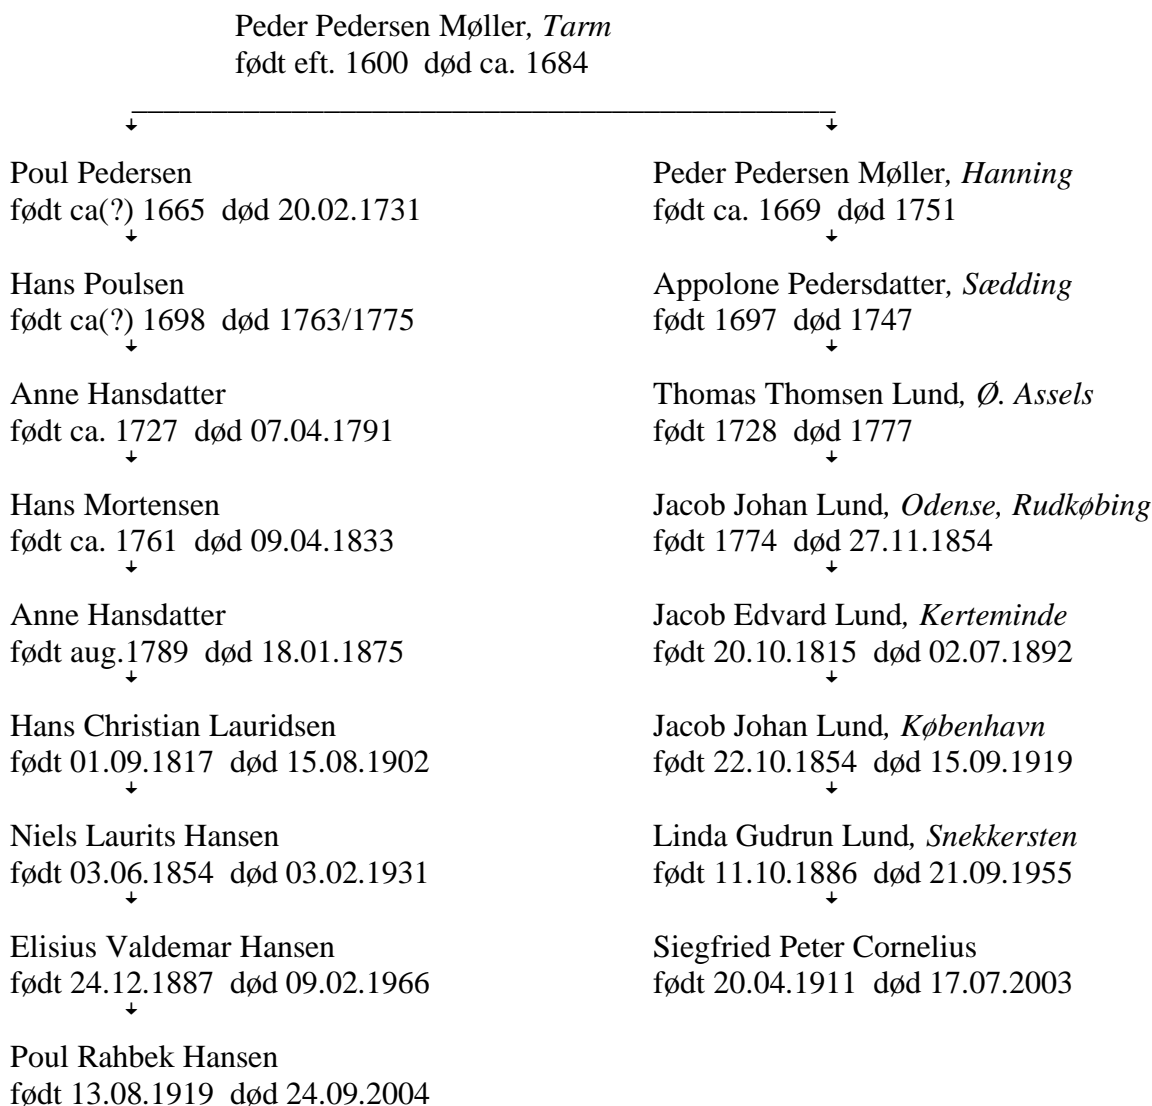 Peder Pedersen Møller, Tarm
født eft. 1600 død ca. 1684
Poul Pedersen
født ca(?) 1665 død 20.02.1731
Hans Poulsen
født ca(?) 1698 død 1763/1775
Anne Hansdatter
født ca. 1727 død 07.04.1791
Hans Mortensen
født ca. 1761 død 09.04.1833
Anne Hansdatter
født aug.1789 død 18.01.1875
Hans Christian Lauridsen
født 01.09.1817 død 15.08.1902
Niels Laurits Hansen
født 03.06.1854 død 03.02.1931
Elisius Valdemar Hansen
født 24.12.1887 død 09.02.1966
Poul Rahbek Hansen
født 13.08.1919 død 24.09.2004
Peder Pedersen Møller, Hanning
født ca. 1669 død 1751
Appolone Pedersdatter, Sædding
født 1697 død 1747
Thomas Thomsen Lund, Ø. Assels
født 1728 død 1777
Jacob Johan Lund, Odense, Rudkøbing
født 1774 død 27.11.1854
Jacob Edvard Lund, Kerteminde
født 20.10.1815 død 02.07.1892
Jacob Johan Lund, København
født 22.10.1854 død 15.09.1919
Linda Gudrun Lund, Snekkersten
født 11.10.1886 død 21.09.1955
Siegfried Peter Cornelius
født 20.04.1911 død 17.07.2003